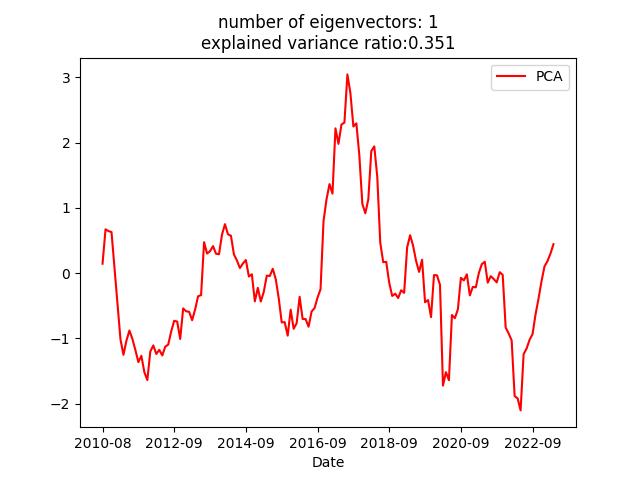 number of eigenvectors: 1
explained variance ratio:0.351
PCA
3
2
1
0
−1
−2
2010-08 2012-09 2014-09 2016-09 2018-09 2020-09 2022-09
Date